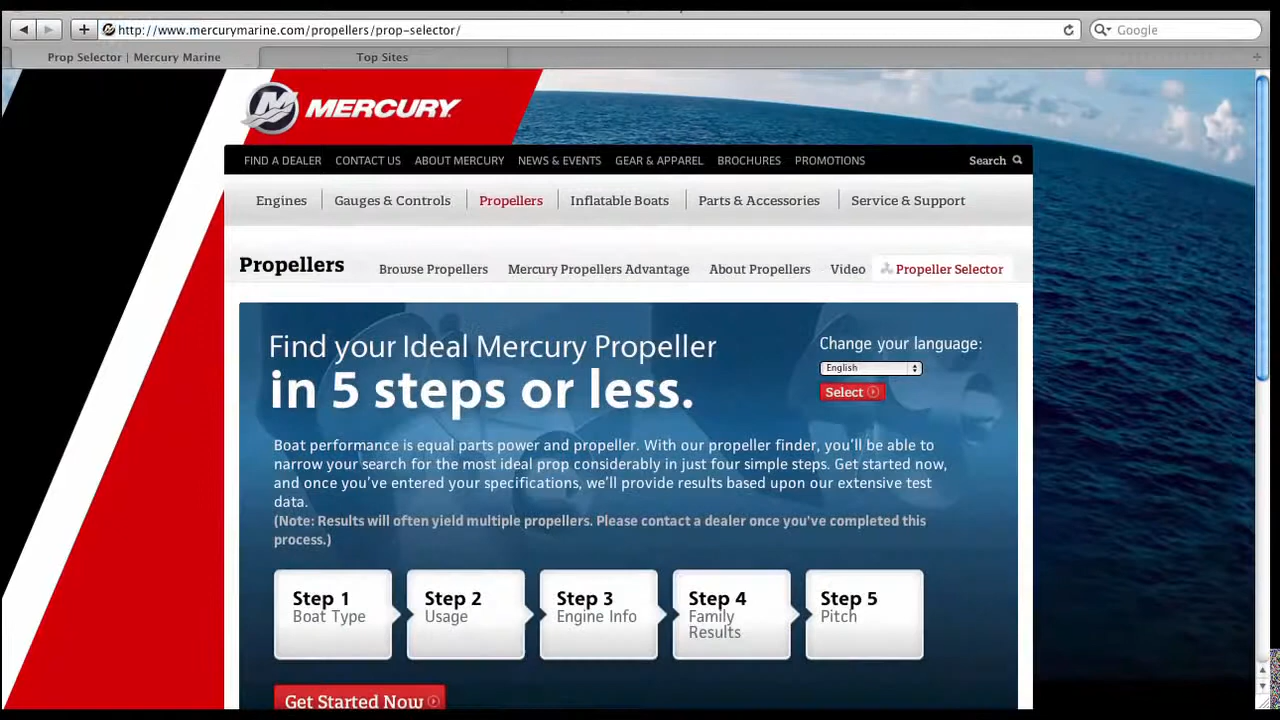 http://www.mercurymarine.com/propellers/prop-selector/
Google
Prop Selector | Mercury Marine
Top Sites
MERCURY
FIND A DEALER CONTACT US ABOUT MERCURY NEWS & EVENTS GEAR & APPAREL BROCHURES PROMOTIONS Search
Engines Gauges & Controls Propellers Inflatable Boats Parts & Accessories Service & Support
Propellers Browse Propellers Mercury Propellers Advantage About Propellers Video Propeller Selector
Find your Ideal Mercury Propeller
in 5 steps or less.
Change your language:
English
Select
Boat performance is equal parts power and propeller. With our propeller finder, you'll be able to
narrow your search for the most ideal prop considerably in just four simple steps. Get started now,
and once you've entered your specifications, we'll provide results based upon our extensive test
data.
(Note: Results will often yield multiple propellers. Please contact a dealer once you've completed this
process.)
Step 1
Boat Type
Step 2
Usage
Step 3
Engine Info
Step 4
Family
Results
Step 5
Pitch
Get Started Now